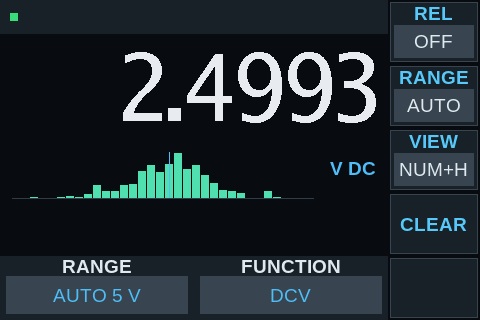 REL
OFF
2.4993
RANGE
AUTO
VIEW
NUM+H
V DC
CLEAR
RANGE
FUNCTION
AUTO 5 V
DCV